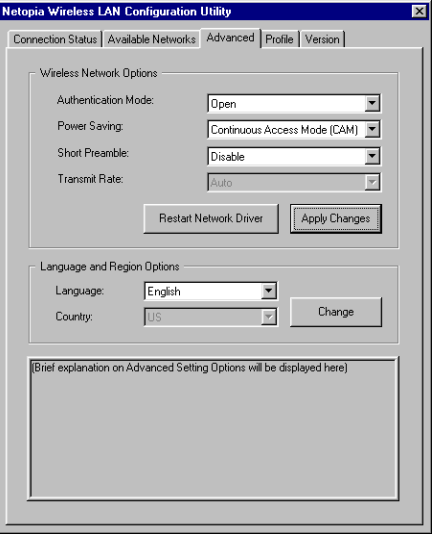 Netopia Wireless LAN Configuration Utility
Connection Status Available Networks Advanced Profile Version
Wireless Network Options
Authentication Mode: Open
Power Saving: Continuous Access Mode (CAM)
Short Preamble: Disable
Transmit Rate: Auto
Restart Network Driver Apply Changes
Language and Region Options
Language: English
Country: US
Change
(Brief explanation on Advanced Setting Options will be displayed here)